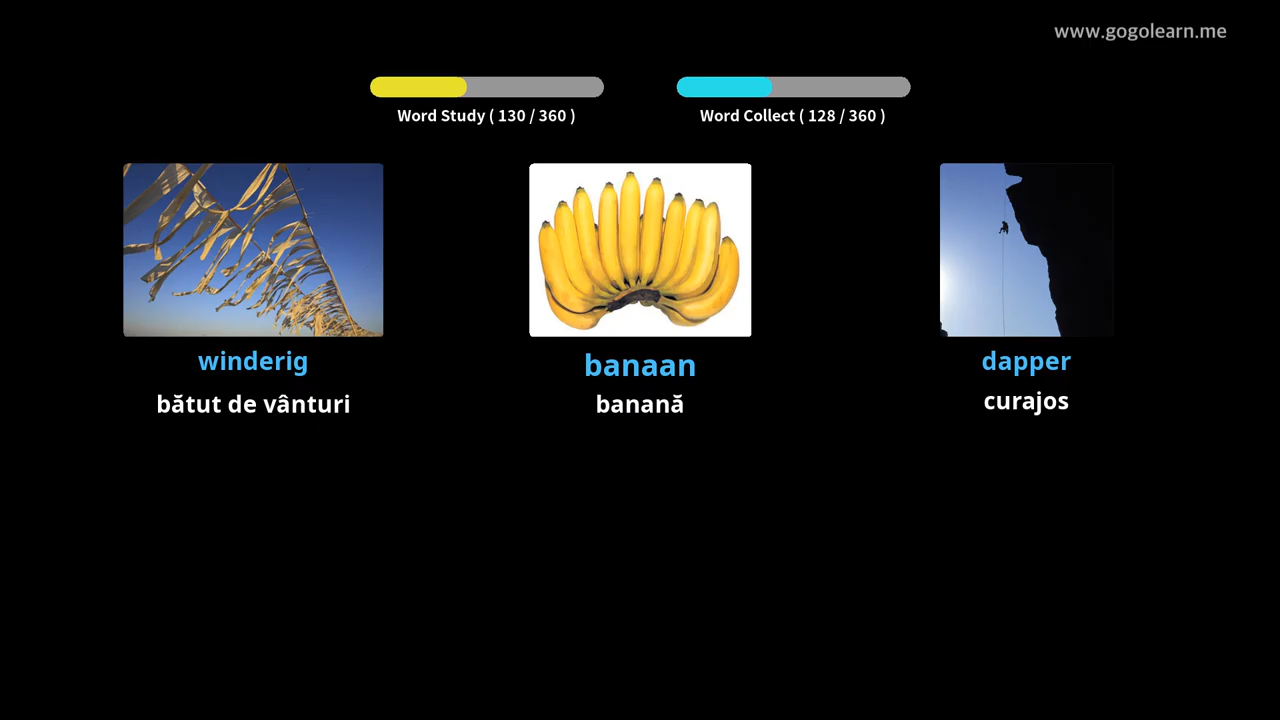 www.gogolearn.me
Word Study ( 130 / 360 )
Word Collect ( 128 / 360 )
winderig
bătut de vânturi
banaan
banană
dapper
curajos